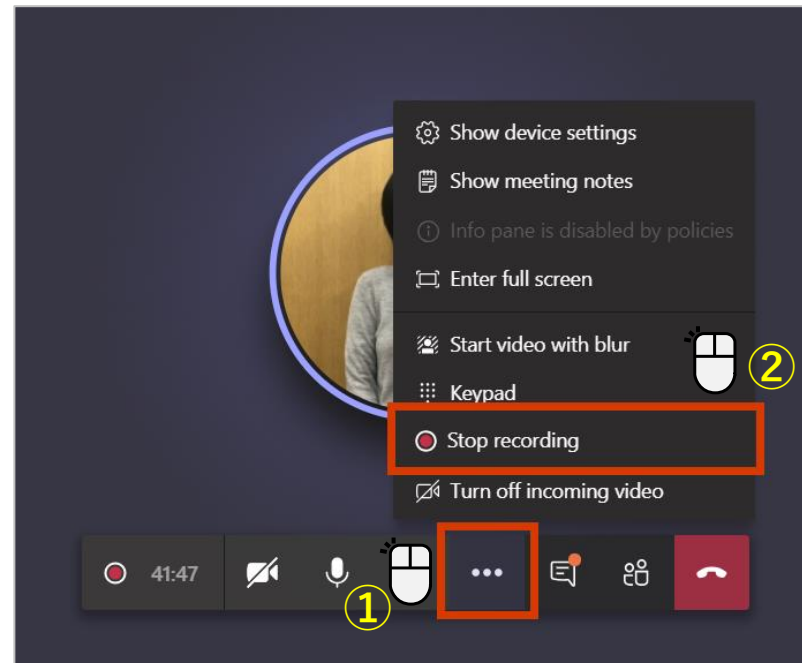 Show device settings
Show meeting notes
Info pane is disabled by policies
Enter full screen
Start video with blur
②
Keypad
Stop recording
Turn off incoming video
41:47
①